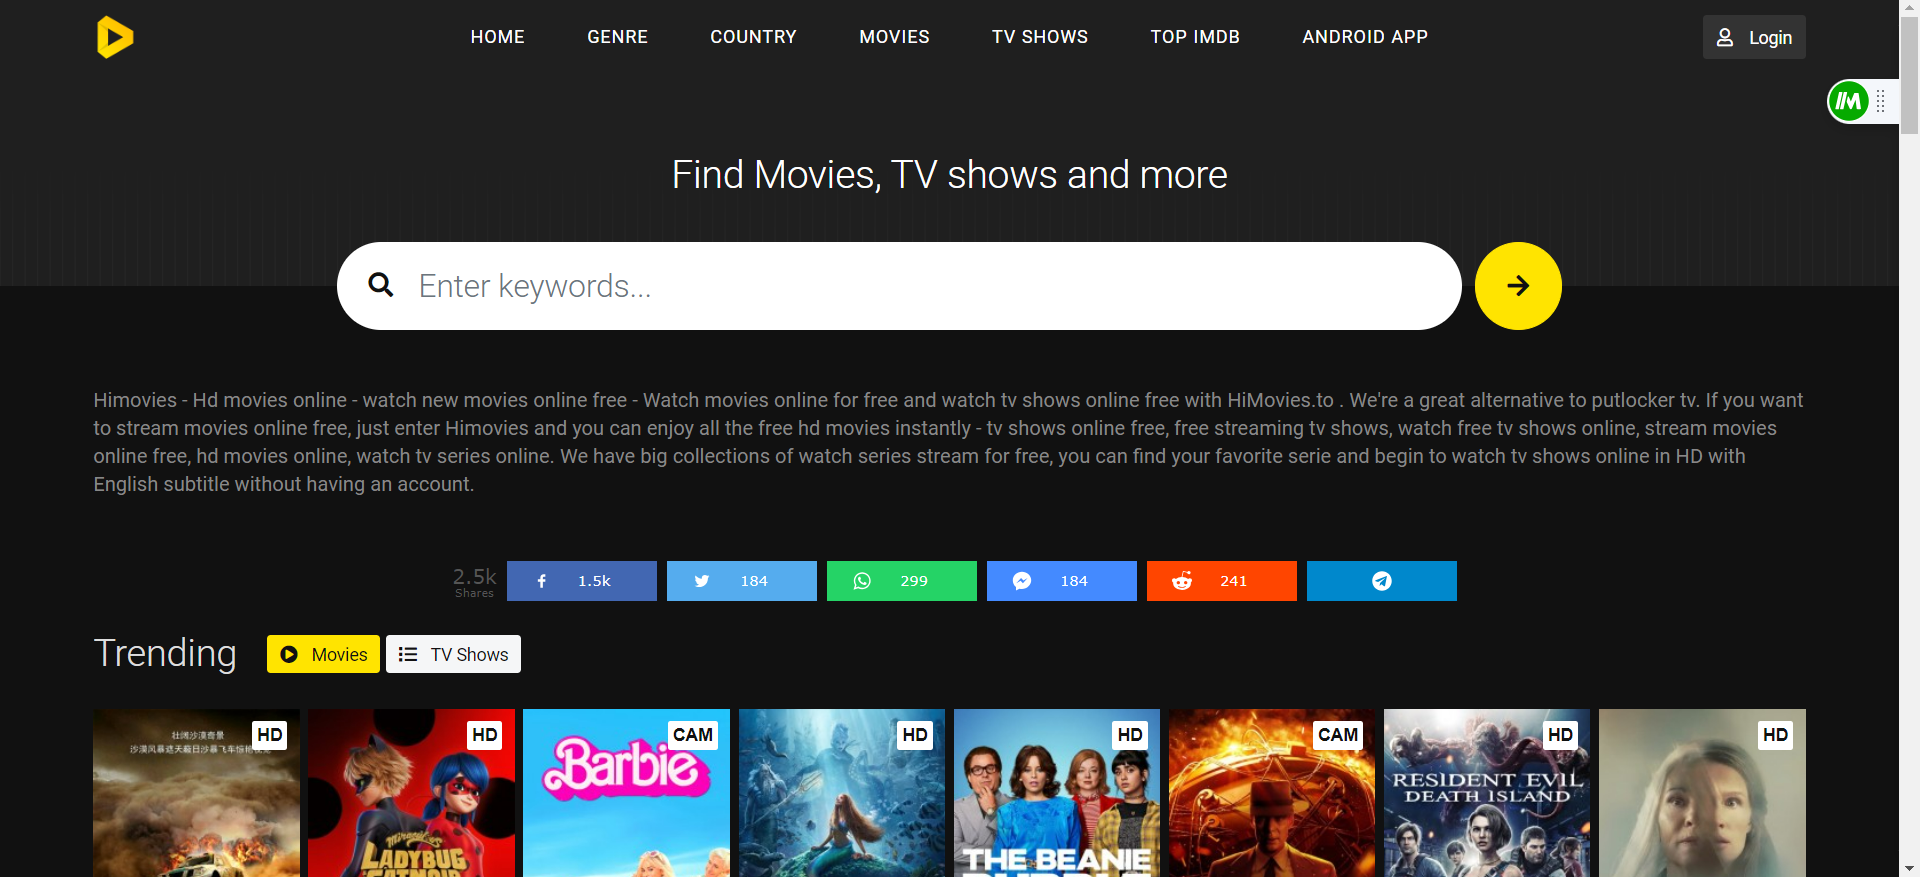 HOME GENRE COUNTRY MOVIES TV SHOWS TOP IMDB ANDROID APP Login
Find Movies, TV shows and more
Enter keywords...
Himovies - Hd movies online - watch new movies online free - Watch movies online for free and watch tv shows online free with HiMovies.to . We're a great alternative to putlocker tv. If you want
to stream movies online free, just enter Himovies and you can enjoy all the free hd movies instantly - tv shows online free, free streaming tv shows, watch free tv shows online, stream movies
online free, hd movies online, watch tv series online. We have big collections of watch series stream for free, you can find your favorite serie and begin to watch tv shows online in HD with
English subtitle without having an account.
2.5k
Shares
1.5k 184 299 184 241
Trending Movies TV Shows
HD HD CAM HD HD CAM HD HD
壮阔沙漠奇景
Miraculous
LADYBUG
Barbie
THE BEANIE
RESIDENT EVIL
DEATH ISLAND